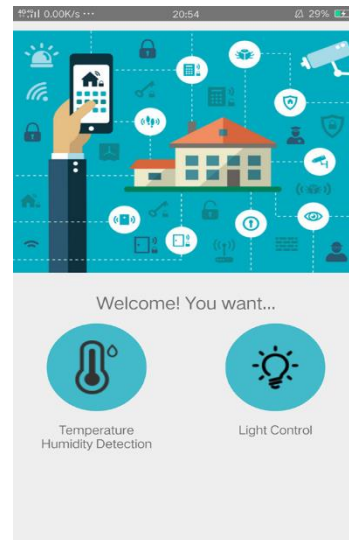 0.00K/s ··· 20:54 29%
Welcome! You want...
Temperature Light Control
Humidity Detection